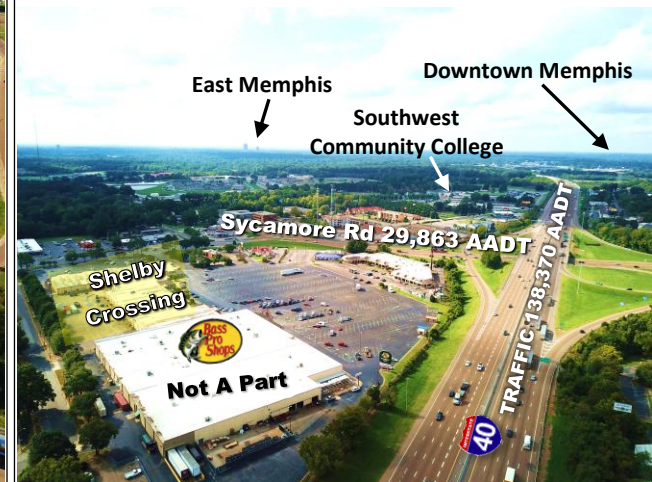 East Memphis
Downtown Memphis
Southwest
Community College
Sycamore Rd 29,863 AADT
TRAFFIC 138,370 AADT
Shelby
Crossing
Bass
Pro
Shops
Not A Part
INTERSTATE
40